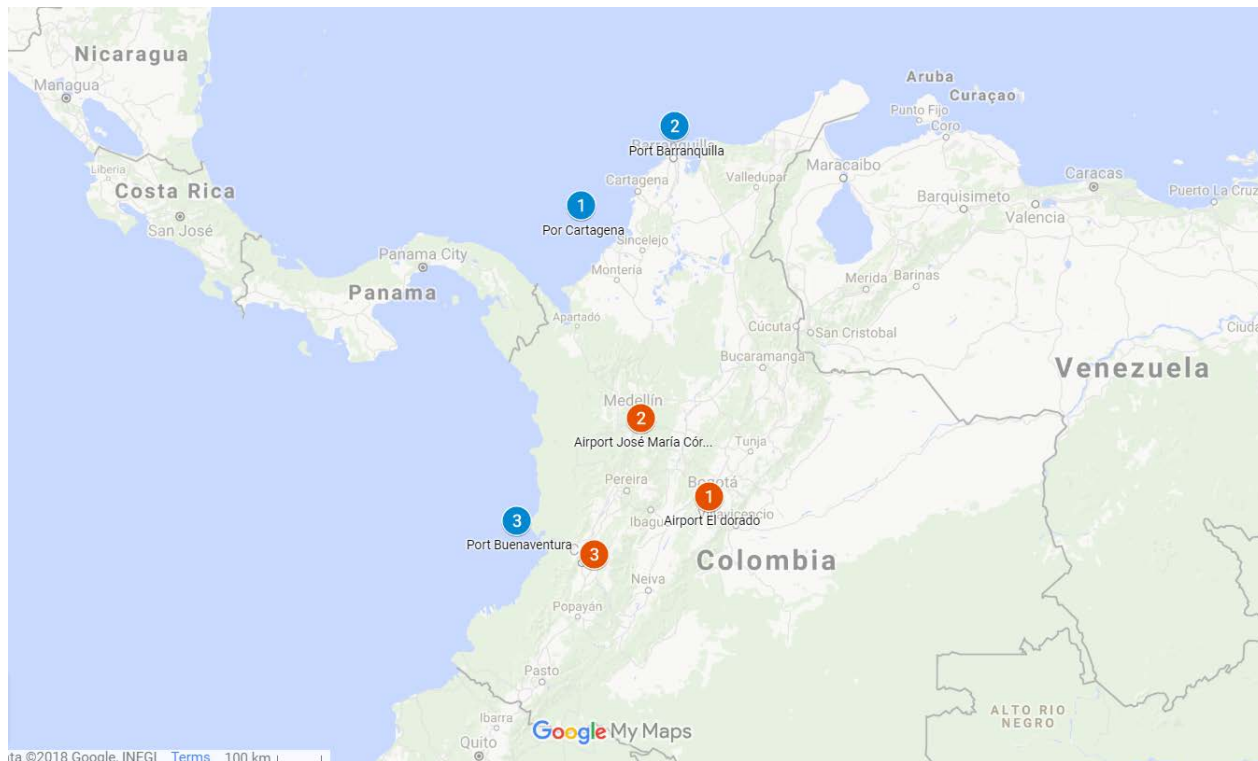 Nicaragua
Managua
Aruba
Curaçao
Punto Fijo
Coro
2
Port Barranquilla
Liberia
Costa Rica
San José
Cartagena
Valledupar
Maracaibo
Barquisimeto
Caracas
Puerto La Cruz
Valencia
1
Por Cartagena
Sincelejo
Panama City
Montería
Merida
Barinas
Panama
Apartadó
Cúcuta
San Cristobal
Bucaramanga
Venezuela
Medellín
2
Airport José María Cór...
Tunja
Pereira
Bogotá
1
Airport El dorado
3
Port Buenaventura
3
Colombia
Neiva
Popayán
Pasto
ALTO RIO
NEGRO
Ibarra
Google My Maps
Quito
©2018 Google, INEGI Terms 100 km